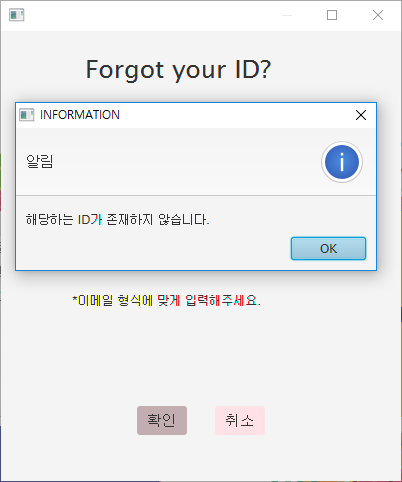 Forgot your ID?
INFORMATION
알림
해당하는 ID가 존재하지 않습니다.
OK
*이메일 형식에 맞게 입력해주세요.
확인
취소